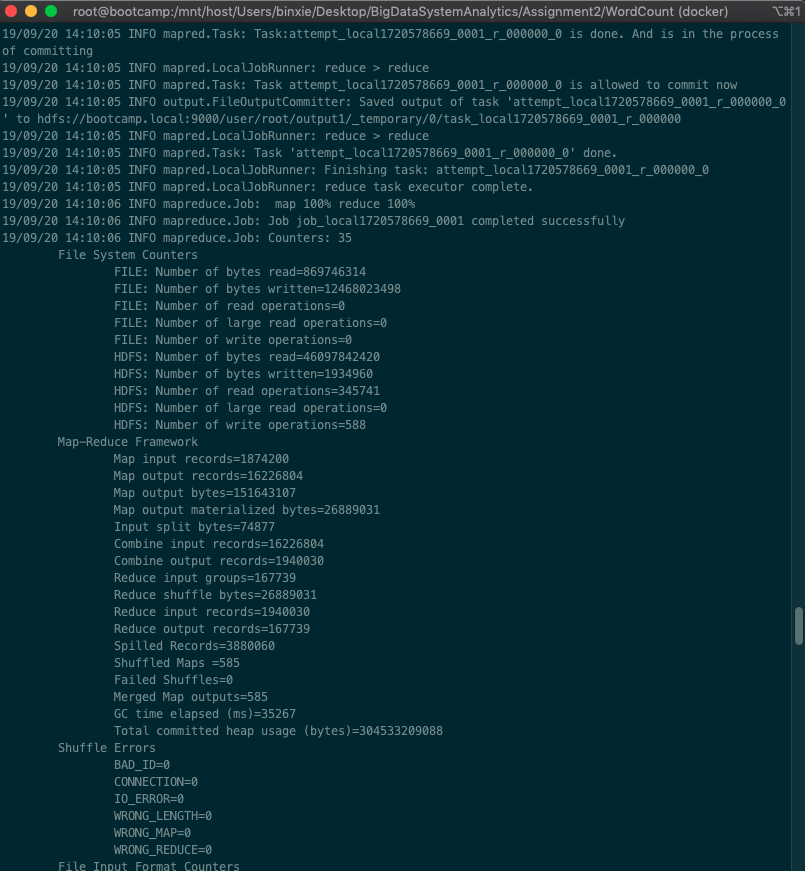 root@bootcamp:/mnt/host/Users/binxie/Desktop/BigDataSystemAnalytics/Assignment2/WordCount (docker) ⌥⌘1
19/09/20 14:10:05 INFO mapred.Task: Task:attempt_local1720578669_0001_r_000000_0 is done. And is in the process
of committing
19/09/20 14:10:05 INFO mapred.LocalJobRunner: reduce > reduce
19/09/20 14:10:05 INFO mapred.Task: Task attempt_local1720578669_0001_r_000000_0 is allowed to commit now
19/09/20 14:10:05 INFO output.FileOutputCommitter: Saved output of task 'attempt_local1720578669_0001_r_000000_0
' to hdfs://bootcamp.local:9000/user/root/output1/_temporary/0/task_local1720578669_0001_r_000000
19/09/20 14:10:05 INFO mapred.LocalJobRunner: reduce > reduce
19/09/20 14:10:05 INFO mapred.Task: Task 'attempt_local1720578669_0001_r_000000_0' done.
19/09/20 14:10:05 INFO mapred.LocalJobRunner: Finishing task: attempt_local1720578669_0001_r_000000_0
19/09/20 14:10:05 INFO mapred.LocalJobRunner: reduce task executor complete.
19/09/20 14:10:06 INFO mapreduce.Job:  map 100% reduce 100%
19/09/20 14:10:06 INFO mapreduce.Job: Job job_local1720578669_0001 completed successfully
19/09/20 14:10:06 INFO mapreduce.Job: Counters: 35
File System Counters
FILE: Number of bytes read=869746314
FILE: Number of bytes written=12468023498
FILE: Number of read operations=0
FILE: Number of large read operations=0
FILE: Number of write operations=0
HDFS: Number of bytes read=46097842420
HDFS: Number of bytes written=1934960
HDFS: Number of read operations=345741
HDFS: Number of large read operations=0
HDFS: Number of write operations=588
Map-Reduce Framework
Map input records=1874200
Map output records=16226804
Map output bytes=151643107
Map output materialized bytes=26889031
Input split bytes=74877
Combine input records=16226804
Combine output records=1940030
Reduce input groups=167739
Reduce shuffle bytes=26889031
Reduce input records=1940030
Reduce output records=167739
Spilled Records=3880060
Shuffled Maps =585
Failed Shuffles=0
Merged Map outputs=585
GC time elapsed (ms)=35267
Total committed heap usage (bytes)=304533209088
Shuffle Errors
BAD_ID=0
CONNECTION=0
IO_ERROR=0
WRONG_LENGTH=0
WRONG_MAP=0
WRONG_REDUCE=0
File Input Format Counters